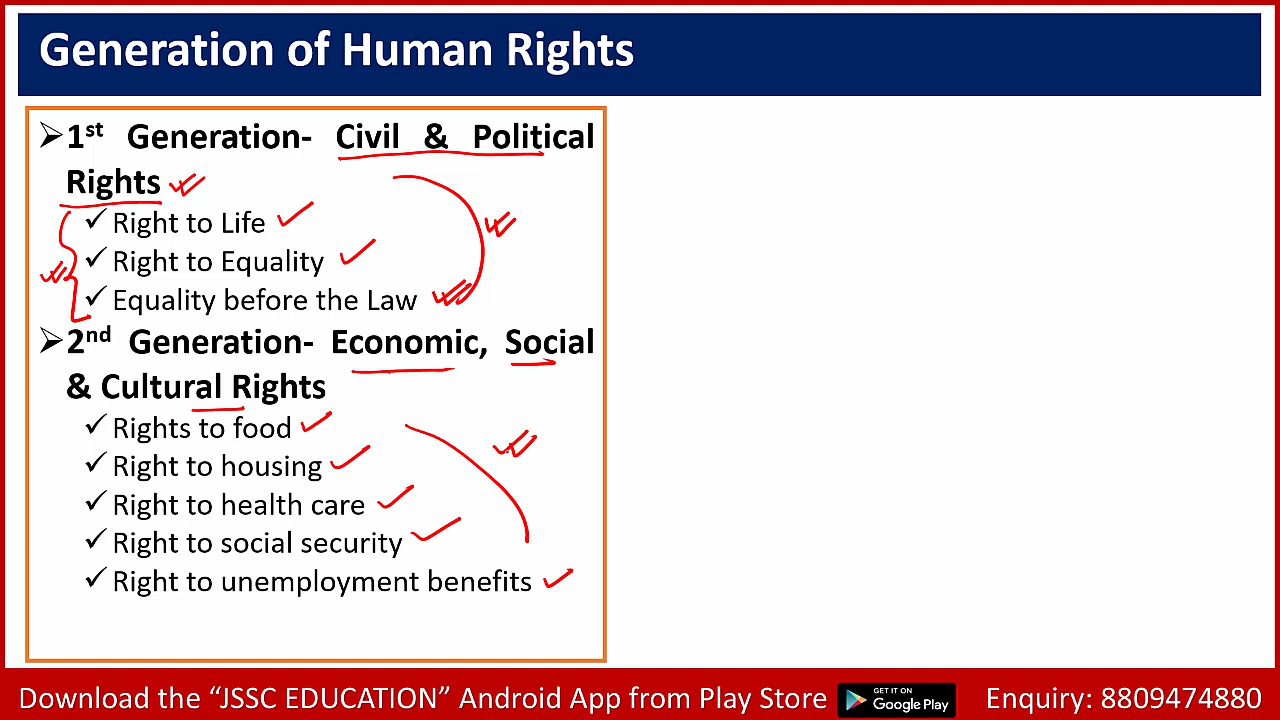 Generation of Human Rights
➢1st Generation- Civil & Political
Rights
✓ Right to Life
✓ Right to Equality
✓ Equality before the Law
➢2nd Generation- Economic, Social
& Cultural Rights
✓ Rights to food
✓ Right to housing
✓ Right to health care
✓ Right to social security
✓ Right to unemployment benefits
Download the “JSSC EDUCATION” Android App from Play Store GET IT ON Google Play Enquiry: 8809474880